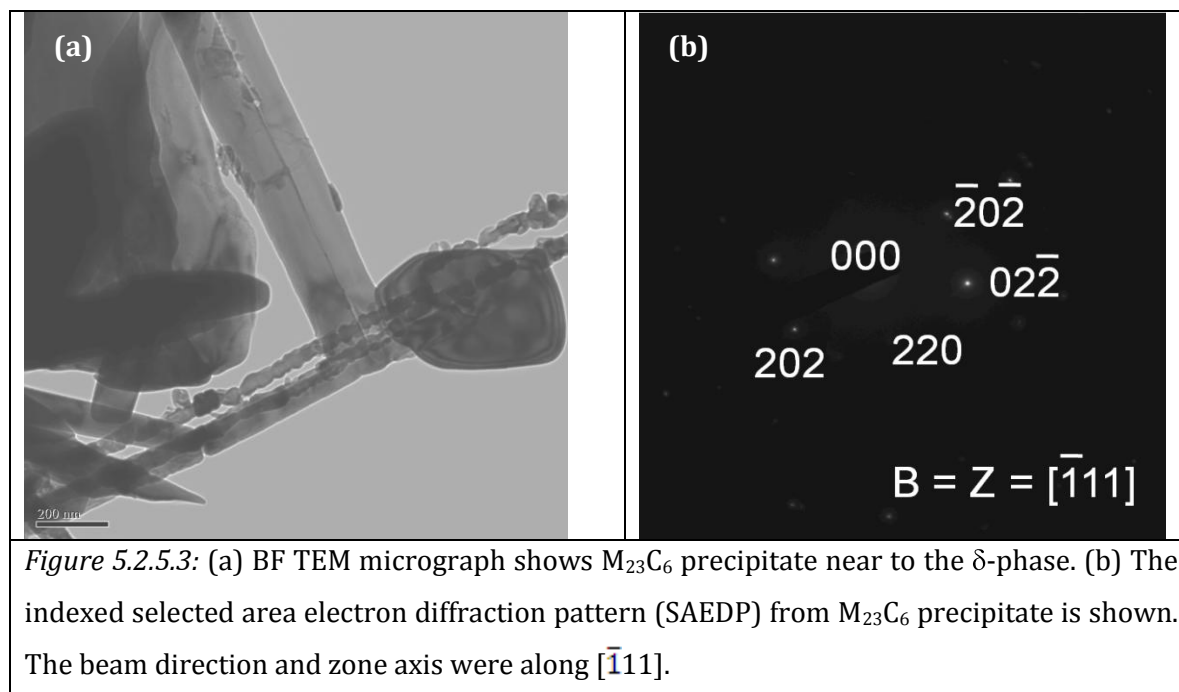 (a)
200 nm
(b)
2̅02̅
000
022̅
220
202
B = Z = [1̅11]
Figure 5.2.5.3: (a) BF TEM micrograph shows M₂₃C₆ precipitate near to the δ-phase. (b) The
indexed selected area electron diffraction pattern (SAEDP) from M₂₃C₆ precipitate is shown.
The beam direction and zone axis were along [1̅11].